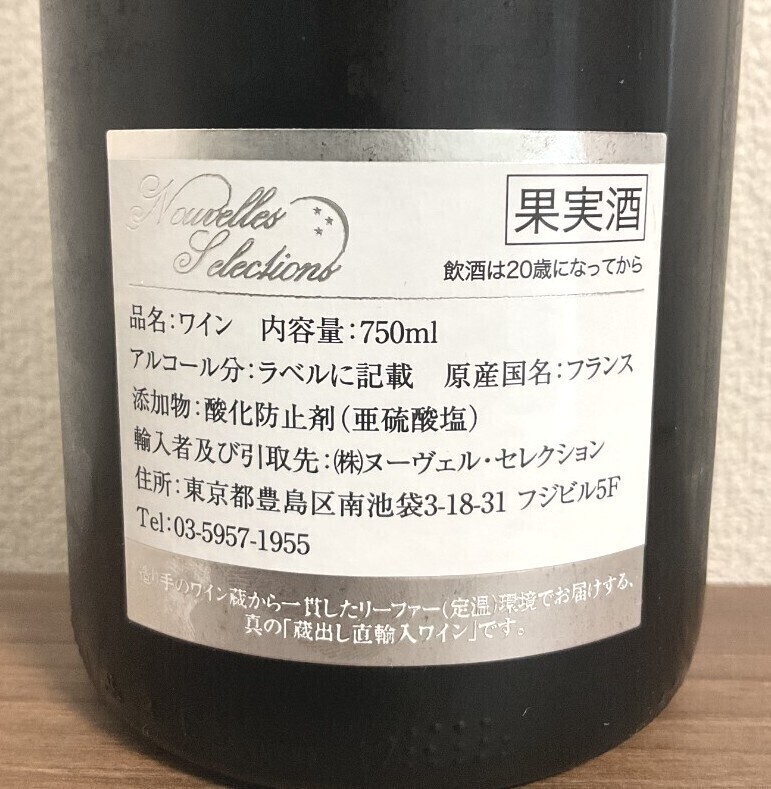 Nouvelles
Selections
果実酒
飲酒は20歳になってから
品名:ワイン 内容量:750ml
アルコール分:ラベルに記載 原産国名:フランス
添加物:酸化防止剤(亜硫酸塩)
輸入者及び引取先:㈱ヌーヴェル・セレクション
住所:東京都豊島区南池袋3-18-31 フジビル5F
Tel:03-5957-1955
造り手のワイン蔵から一貫したリーファー(定温)環境でお届けする、
真の「蔵出し直輸入ワイン」です。